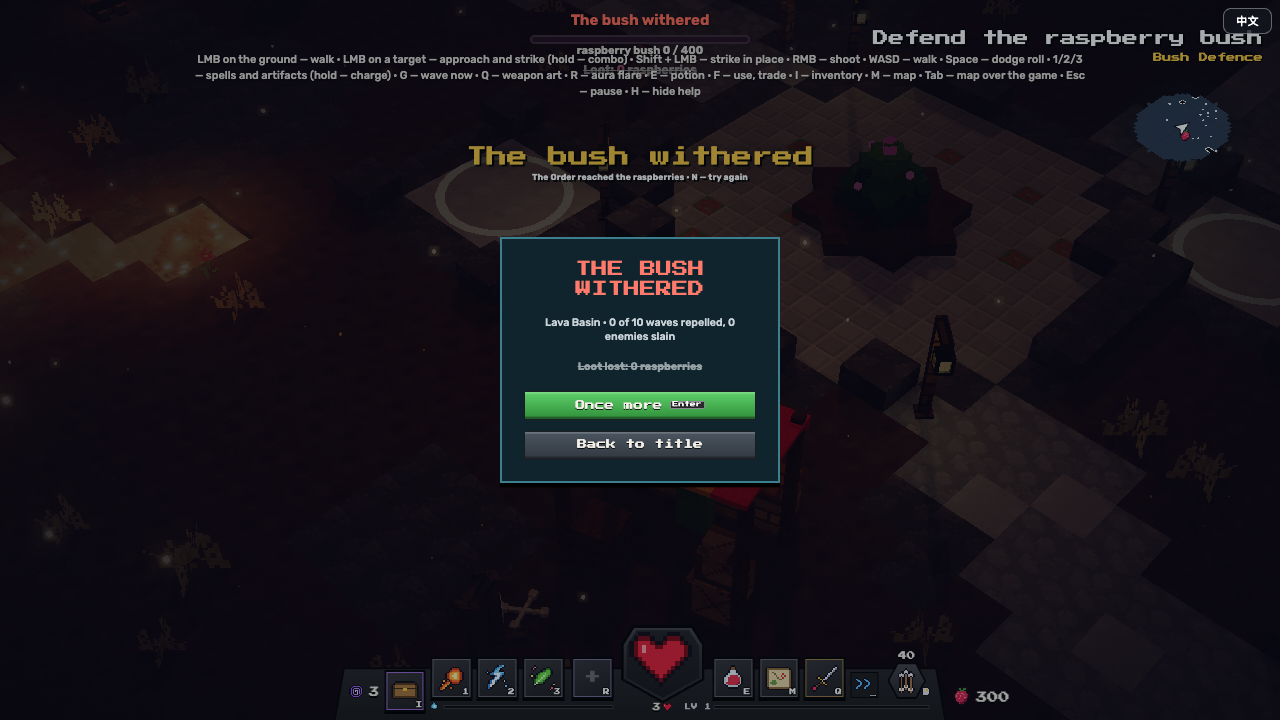 The bush withered
中文
Defend the raspberry bush
raspberry bush 0 / 400
Bush Defence
LMB on the ground — walk • LMB on a target — approach and strike (hold — combo) • Shift + LMB — strike in place • RMB — shoot • WASD — walk • Space — dodge roll • 1/2/3
Loot: 0 raspberries
— spells and artifacts (hold — charge) • G — wave now • Q — weapon art • R — aura flare • E — potion • F — use, trade • I — inventory • M — map • Tab — map over the game • Esc
— pause • H — hide help
The bush withered
The Order reached the raspberries • N — try again
THE BUSH
WITHERED
Lava Basin • 0 of 10 waves repelled, 0
enemies slain
Loot lost: 0 raspberries
Once more Enter
Back to title
40
3
I
1
2
3
R
E
M
Q
300
3
LV 1